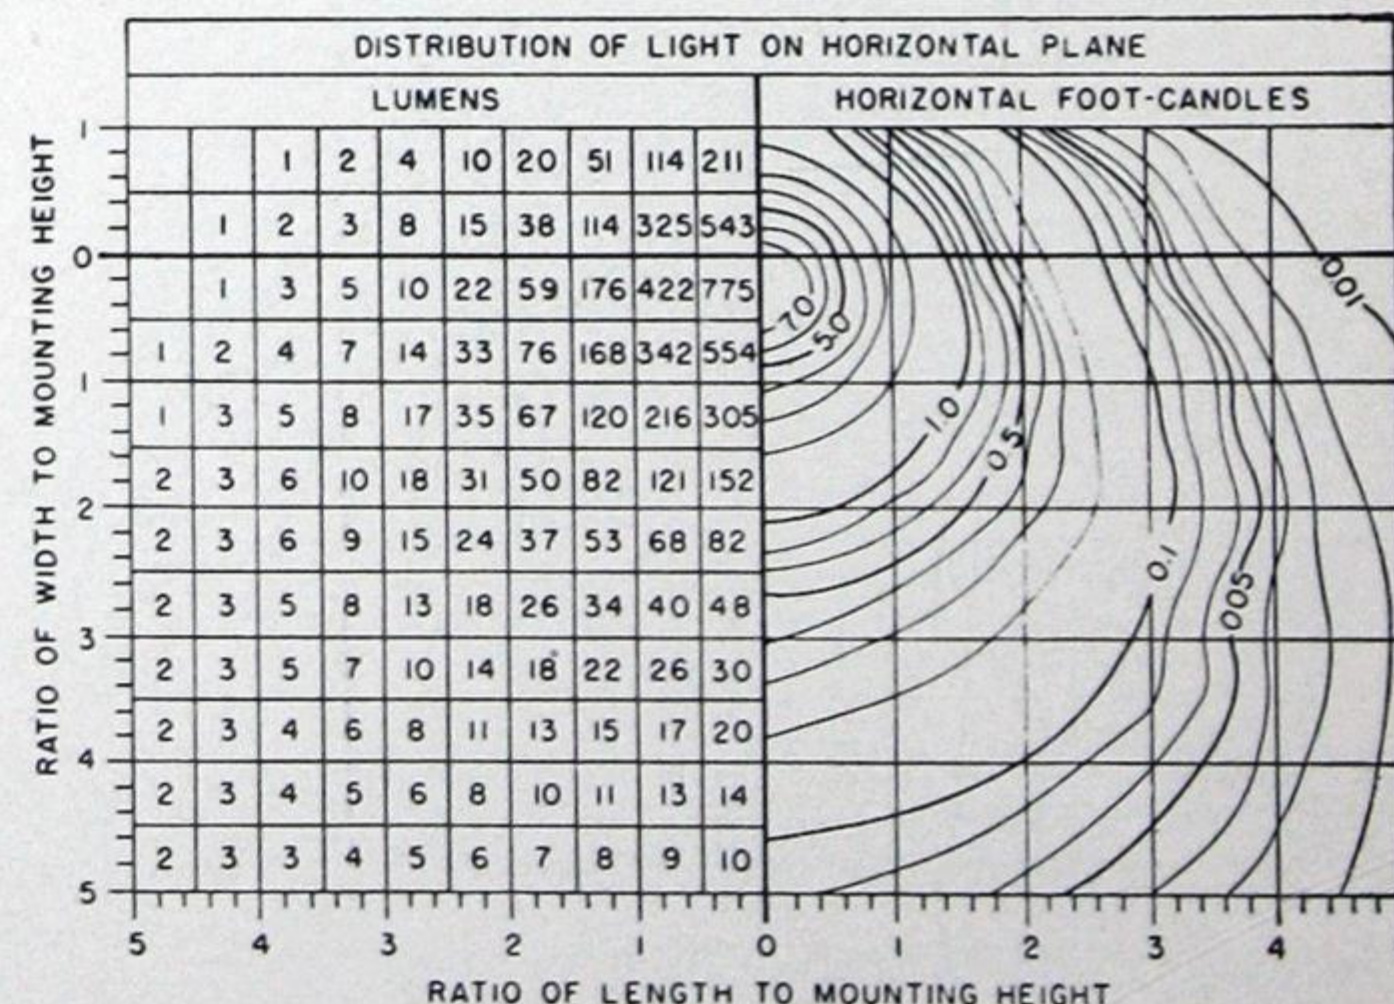 DISTRIBUTION OF LIGHT ON HORIZONTAL PLANE
LUMENS HORIZONTAL FOOT-CANDLES
RATIO OF WIDTH TO MOUNTING HEIGHT
1
1 2 4 10 20 51 114 211
1 2 3 8 15 38 114 325 543
0
1 3 5 10 22 59 176 422 775
1 2 4 7 14 33 76 168 342 554
1
1 3 5 8 17 35 67 120 216 305
2 3 6 10 18 31 50 82 121 152
2
2 3 6 9 15 24 37 53 68 82
2 3 5 8 13 18 26 34 40 48
3
2 3 5 7 10 14 18 22 26 30
2 3 4 6 8 11 13 15 17 20
4
2 3 4 5 6 8 10 11 13 14
2 3 3 4 5 6 7 8 9 10
5
.001
7.0
5.0
1.0
0.5
0.1
.005
5 4 3 2 1 0 1 2 3 4
RATIO OF LENGTH TO MOUNTING HEIGHT